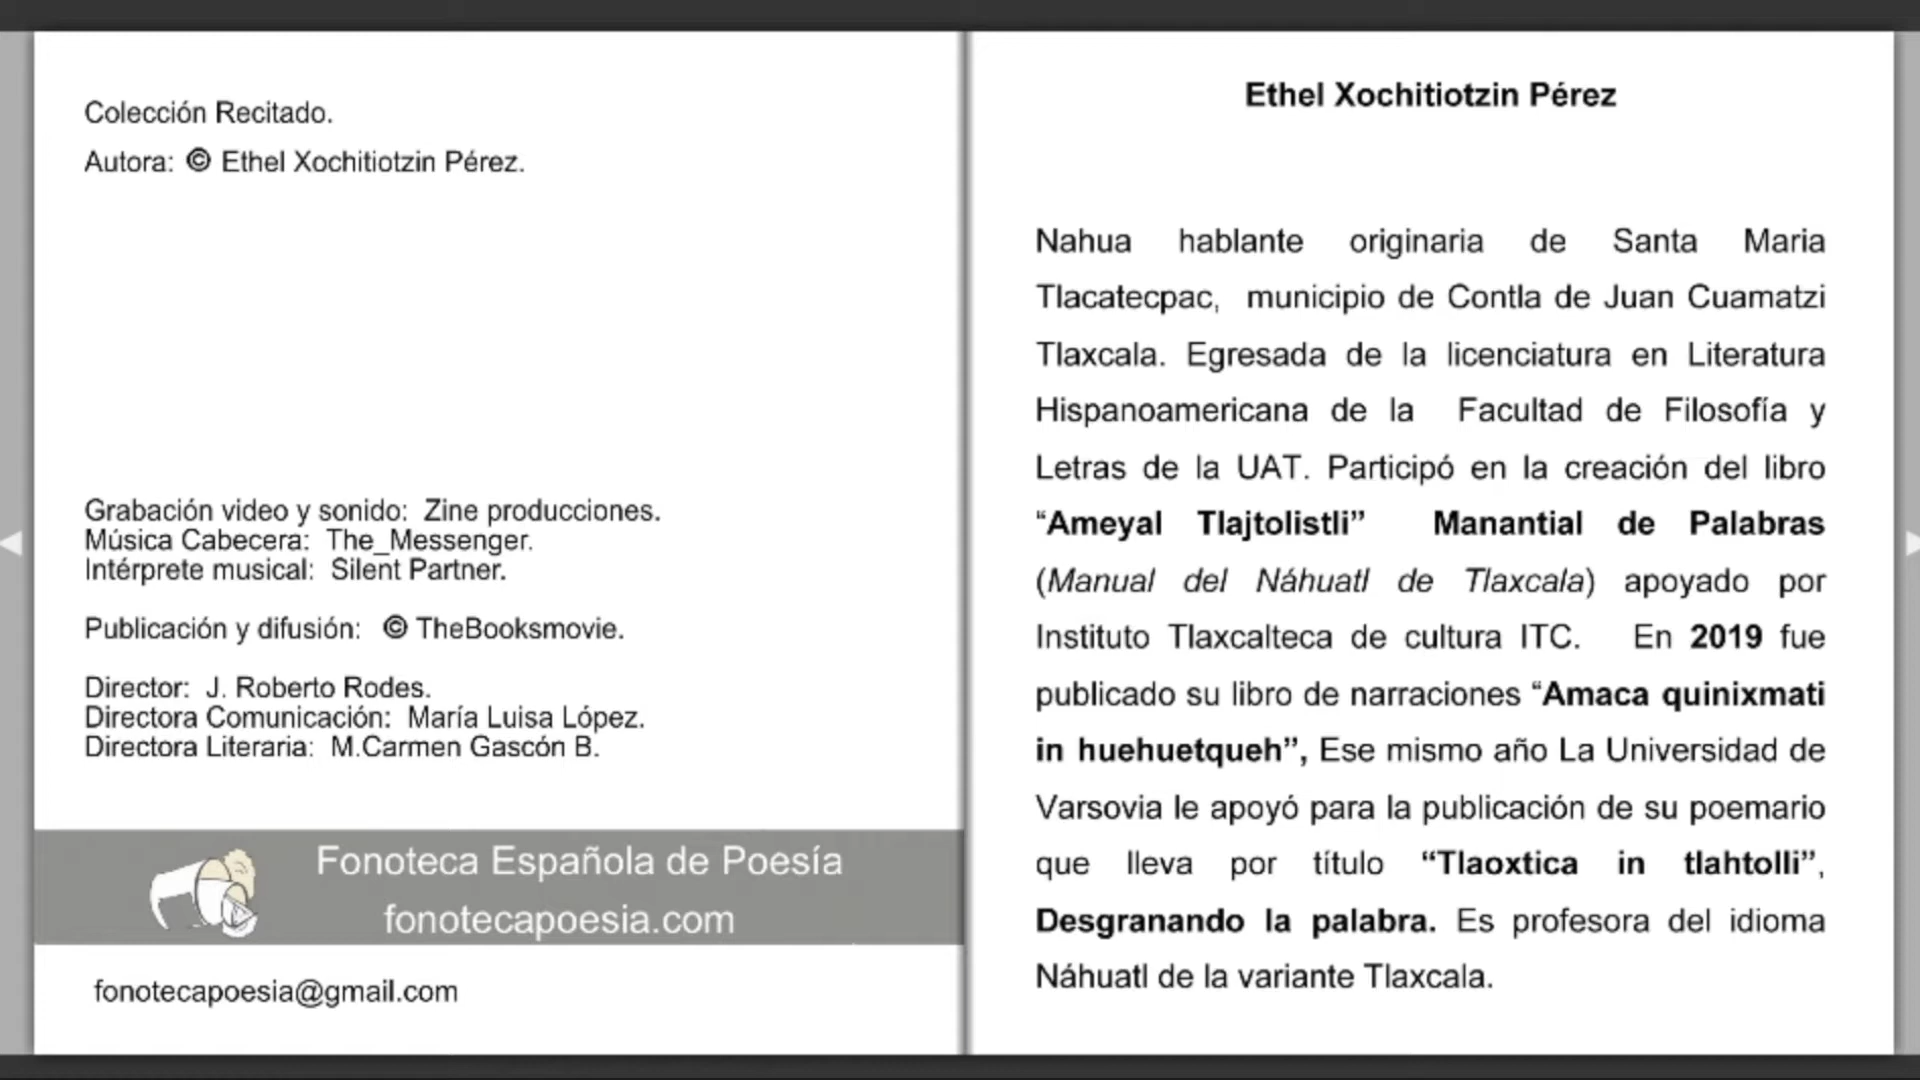 Colección Recitado.
Autora: © Ethel Xochitiotzin Pérez.
Grabación video y sonido: Zine producciones.
Música Cabecera: The_Messenger.
Intérprete musical: Silent Partner.
Publicación y difusión: © TheBooksmovie.
Director: J. Roberto Rodes.
Directora Comunicación: María Luisa López.
Directora Literaria: M.Carmen Gascón B.
Fonoteca Española de Poesía
fonotecapoesia.com
fonotecapoesia@gmail.com
Ethel Xochitiotzin Pérez
Nahua hablante originaria de Santa Maria
Tlacatecpac, municipio de Contla de Juan Cuamatzi
Tlaxcala. Egresada de la licenciatura en Literatura
Hispanoamericana de la Facultad de Filosofía y
Letras de la UAT. Participó en la creación del libro
“Ameyal Tlajtolistli” Manantial de Palabras
(Manual del Náhuatl de Tlaxcala) apoyado por
Instituto Tlaxcalteca de cultura ITC. En 2019 fue
publicado su libro de narraciones “Amaca quinixmati
in huehuetqueh”, Ese mismo año La Universidad de
Varsovia le apoyó para la publicación de su poemario
que lleva por título “Tlaoxtica in tlahtolli”,
Desgranando la palabra. Es profesora del idioma
Náhuatl de la variante Tlaxcala.